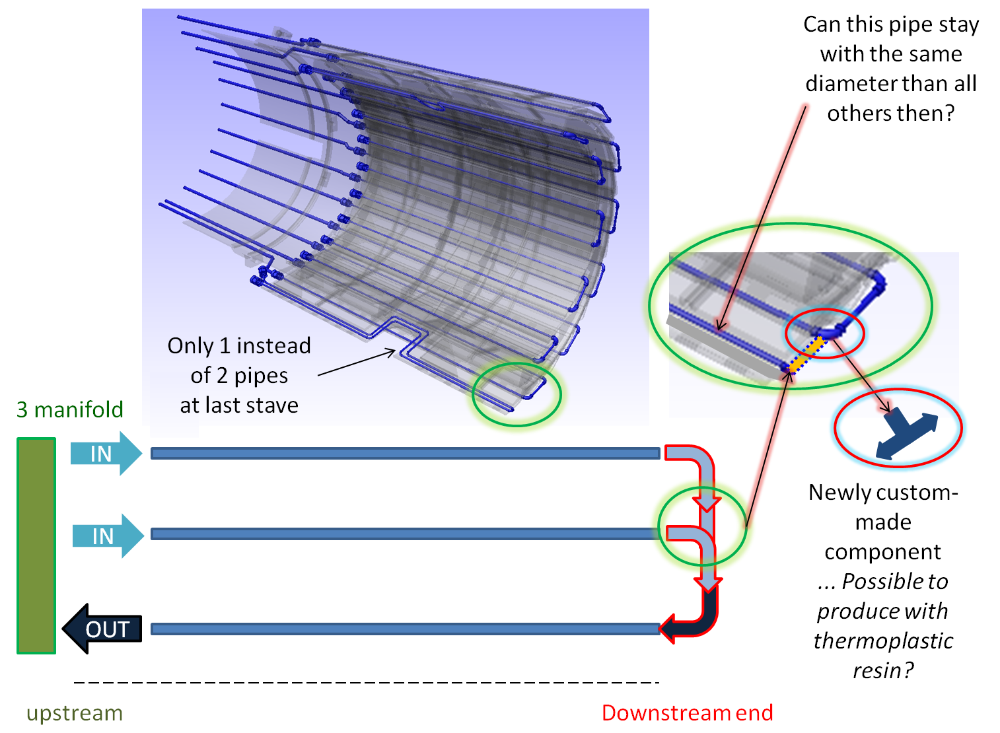 Can this pipe stay
with the same
diameter than all
others then?
Only 1 instead
of 2 pipes
at last stave
3 manifold
IN
IN
OUT
Newly custom-
made
component
... Possible to
produce with
thermoplastic
resin?
upstream
Downstream end